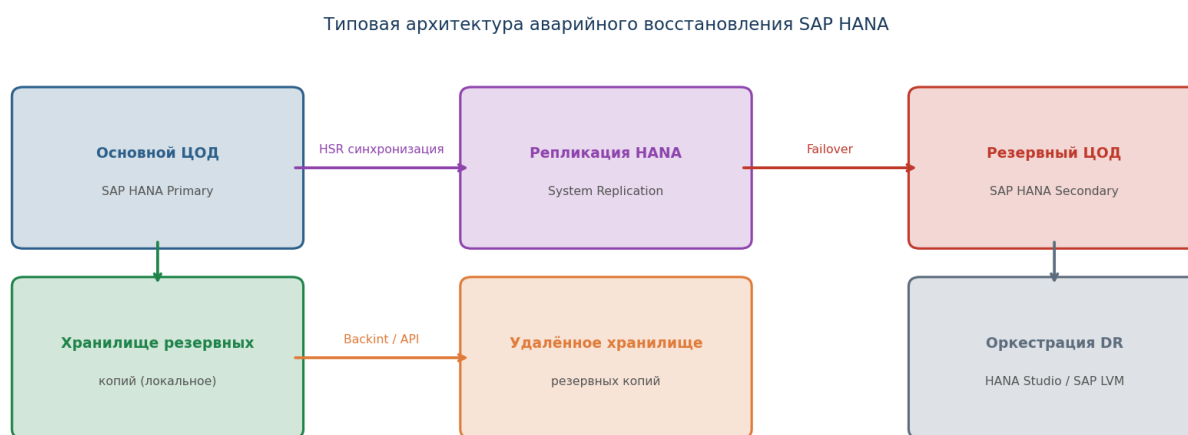 Типовая архитектура аварийного восстановления SAP HANA
Основной ЦОД
SAP HANA Primary
HSR синхронизация
Репликация HANA
System Replication
Failover
Резервный ЦОД
SAP HANA Secondary
Хранилище резервных
копий (локальное)
Backint / API
Удалённое хранилище
резервных копий
Оркестрация DR
HANA Studio / SAP LVM